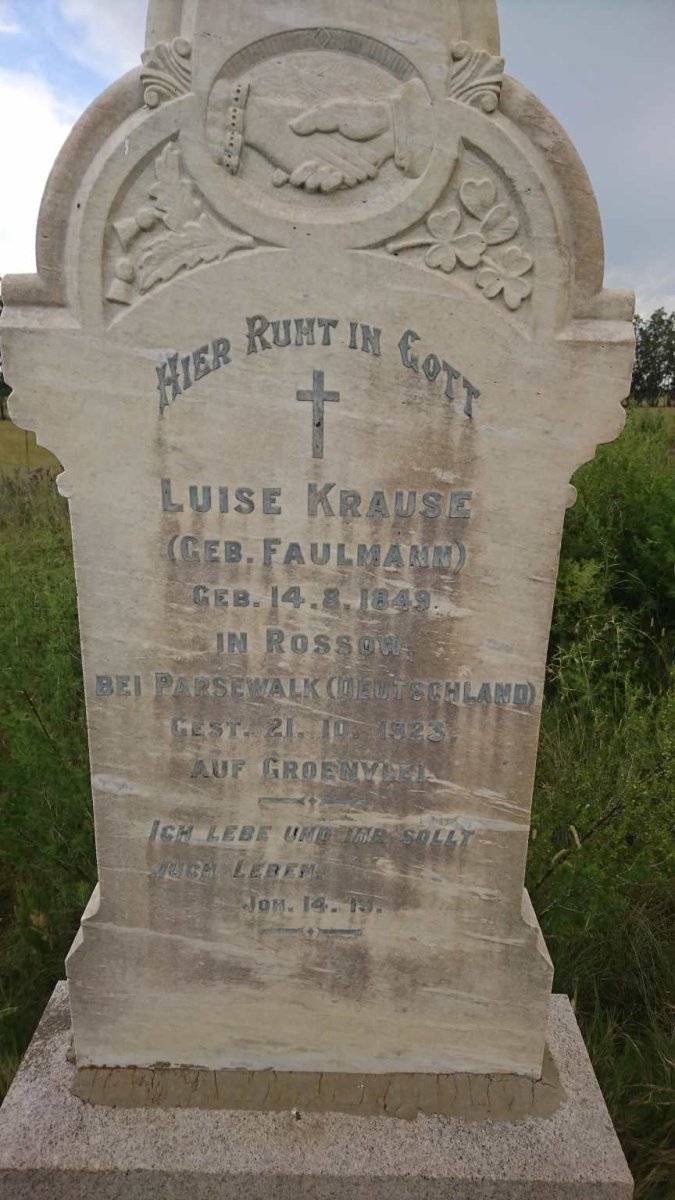 HIER RUHT IN GOTT
LUISE KRAUSE
(GEB. FAULMANN)
GEB. 14. 8. 1849.
IN ROSSOW,
BEI PARSEWALK (DEUTSCHLAND)
GEST. 21. 10. 1923.
AUF GROENVLEI.
ICH LEBE UND IHR SOLLT
AUCH LEBEN.
JOH. 14. 19.